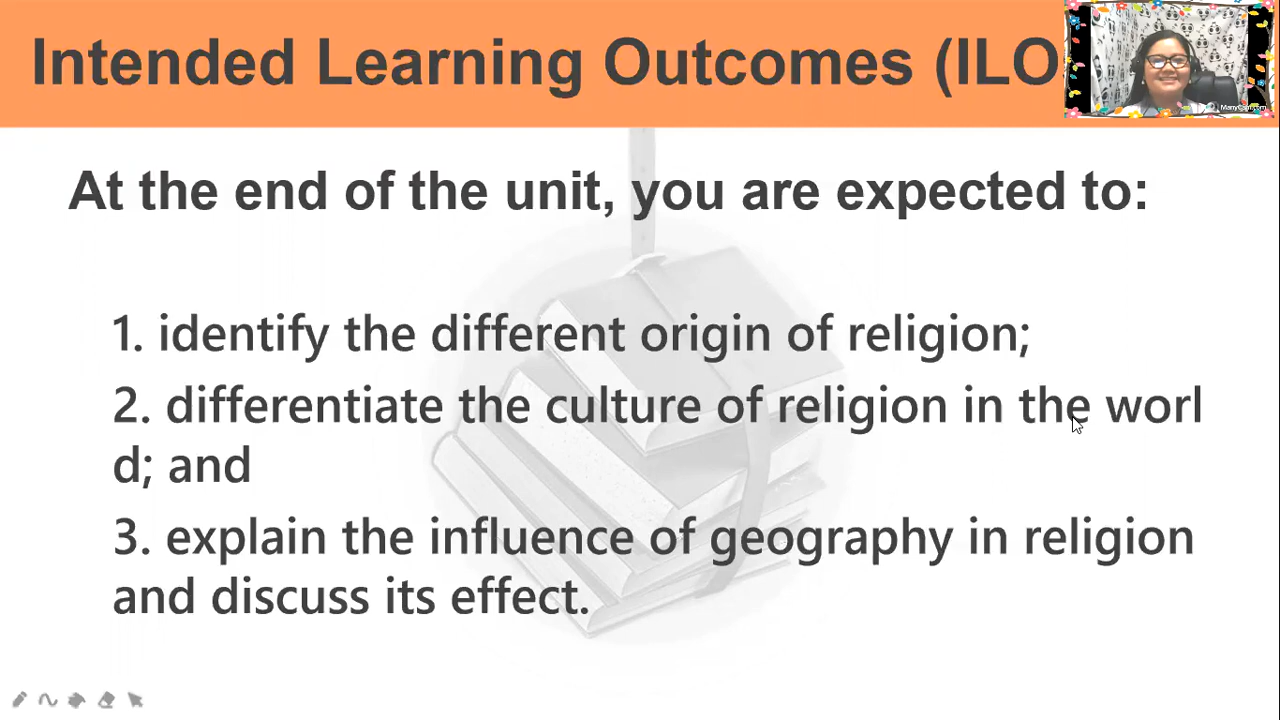 Intended Learning Outcomes (ILO
ManyCam.com
At the end of the unit, you are expected to:
1. identify the different origin of religion;
2. differentiate the culture of religion in the worl
d; and
3. explain the influence of geography in religion
and discuss its effect.